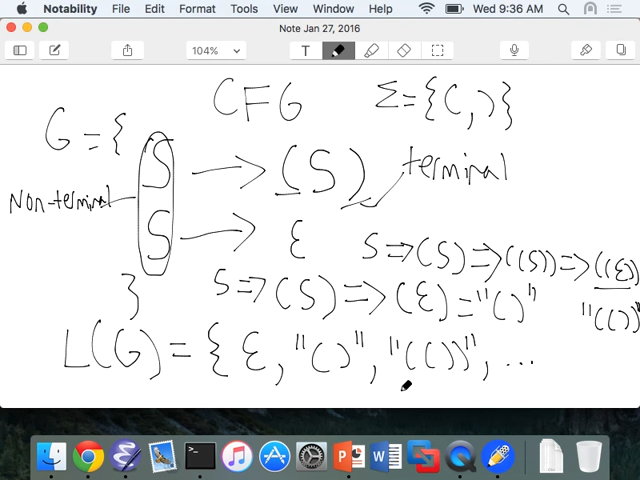 Notability File Edit Format Tools Window Help Wed 9:36 AM
Note Jan 27, 2016
104% T
CFG Σ={(,)}
G={
S → (S) terminal
Non-terminal
S → ε S ⇒ (S) ⇒ ((S)) ⇒ ((ε))
} S ⇒ (S) ⇒ (ε) = "()" "(())"
L(G) = { ε, "()", "(())", ...